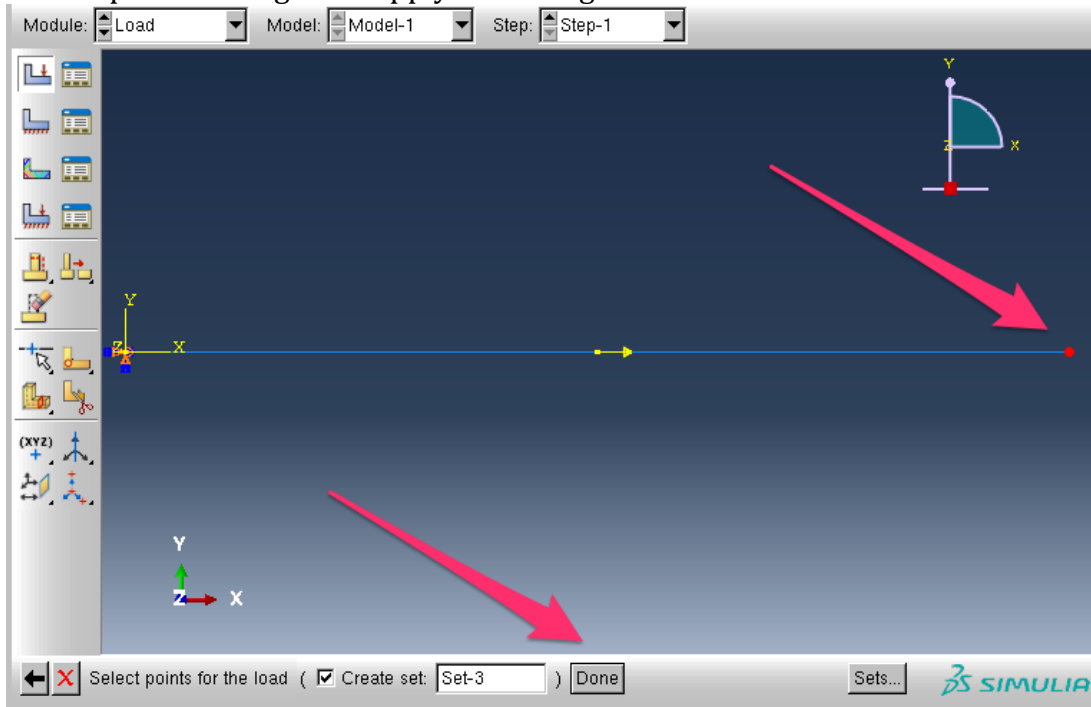 Module: Load Model: Model-1 Step: Step-1
Y
Z X
Y
Z X
(XYZ)
Y
Z X
Select points for the load ( Create set: Set-3 ) Done Sets... SIMULIA